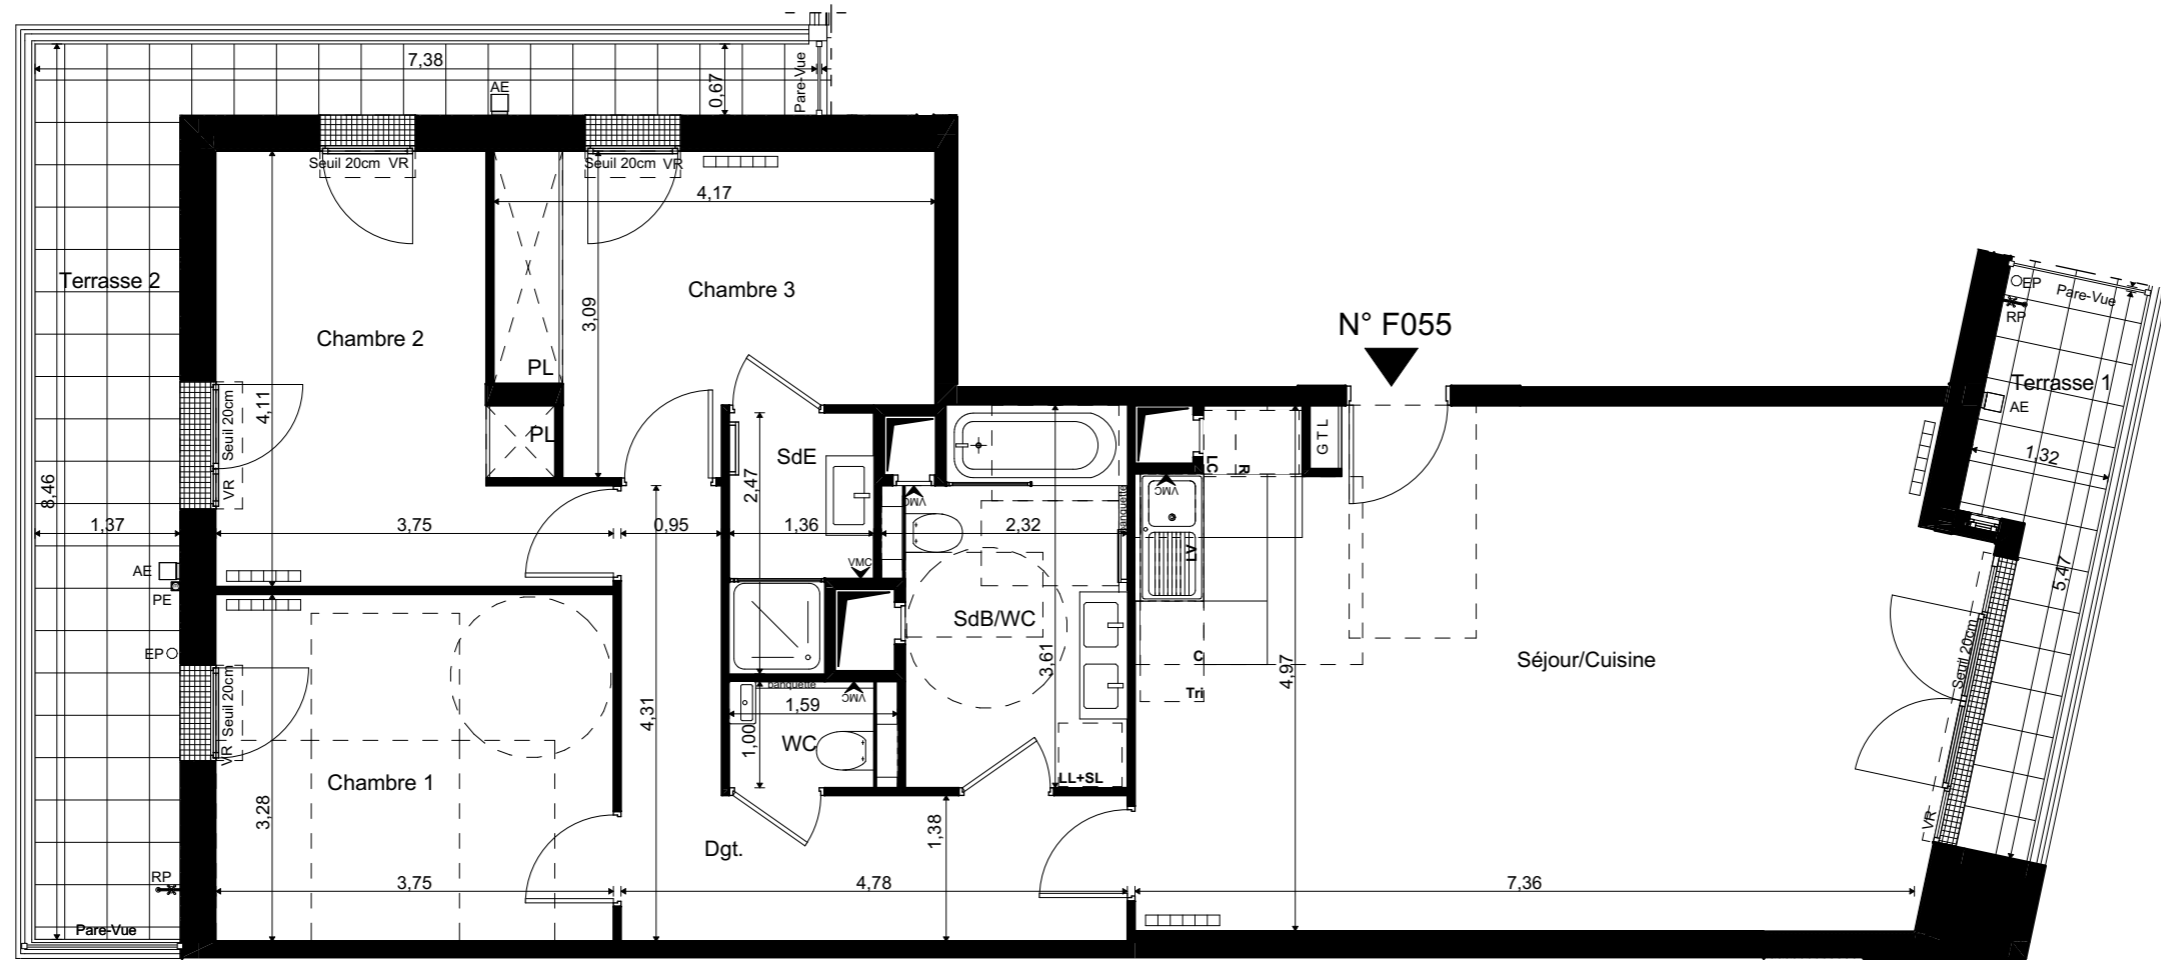 7,38
Pare-Vue
0,67
AE
Seuil 20cm VR
Seuil 20cm VR
4,17
Terrasse 2
Chambre 2
Chambre 3
3,09
PL
PL
4,11
Seuil 20cm
VR
8,46
1,37
3,75
0,95
SdE
2,47
1,36
VMC
VMC
2,32
banquette
N° F055
GTL
LC
R
VMC
LV
EP
Pare-Vue
RP
Terrasse 1
AE
1,32
5,47
AE
PE
EP
SdB/WC
3,61
C
Tri
4,97
Séjour/Cuisine
Seuil 20cm
VR
Seuil 20cm
VR
4,31
banquette
VMC
1,59
1,00
WC
LL+SL
Chambre 1
3,28
Dgt.
1,38
RP
3,75
4,78
7,36
Pare-Vue